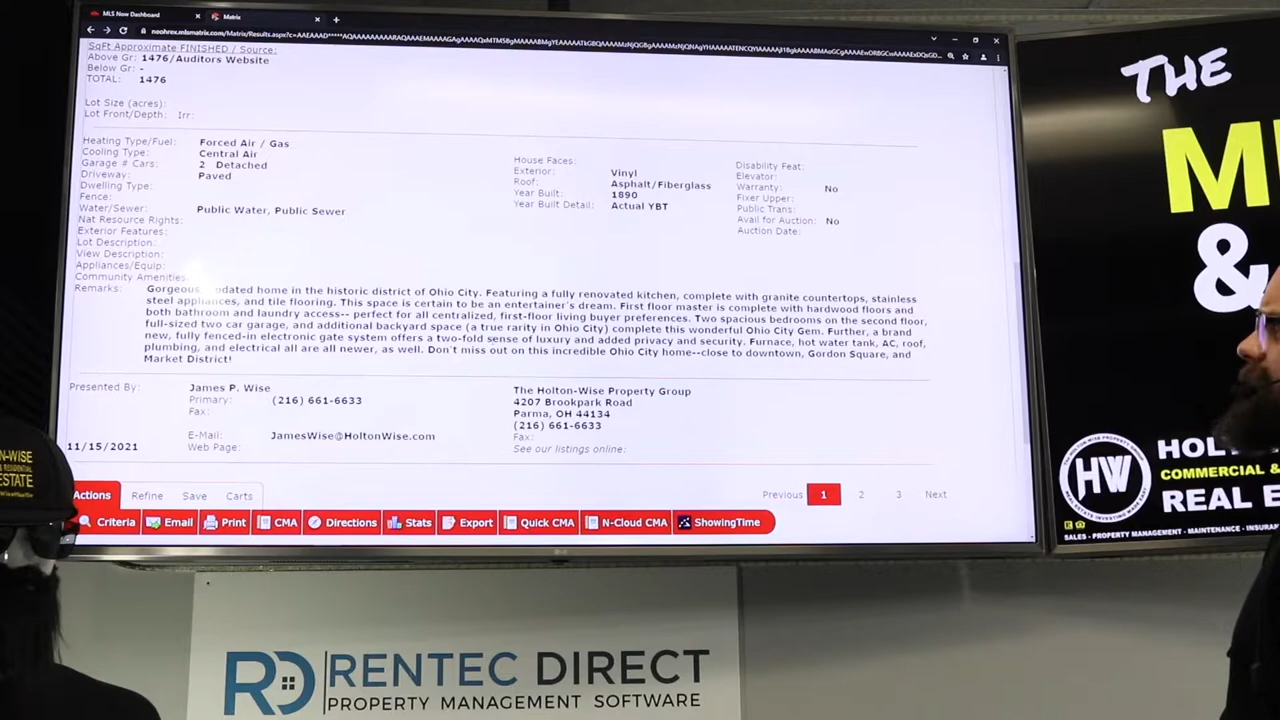 MLS Now Dashboard
Matrix
SqFt Approximate FINISHED / Source:
Above Gr: 1476/Auditors Website
Below Gr: -
TOTAL: 1476
Lot Size (acres):
Lot Front/Depth: Irr:
Heating Type/Fuel: Forced Air / Gas
Cooling Type: Central Air
Garage # Cars: 2 Detached
Driveway: Paved
Dwelling Type:
Fence:
Water/Sewer: Public Water, Public Sewer
Nat Resource Rights:
Exterior Features:
Lot Description:
View Description:
Appliances/Equip:
Community Amenities:
House Faces:
Exterior: Vinyl
Roof: Asphalt/Fiberglass
Year Built: 1890
Year Built Detail: Actual YBT
Disability Feat:
Elevator:
Warranty: No
Fixer Upper:
Public Trans:
Avail for Auction: No
Auction Date:
Remarks: Gorgeous pdated home in the historic district of Ohio City. Featuring a fully renovated kitchen, complete with granite countertops, stainless
steel appliances, and tile flooring. This space is certain to be an entertainer's dream. First floor master is complete with hardwood floors and
both bathroom and laundry access-- perfect for all centralized, first-floor living buyer preferences. Two spacious bedrooms on the second floor,
full-sized two car garage, and additional backyard space (a true rarity in Ohio City) complete this wonderful Ohio City Gem. Further, a brand
new, fully fenced-in electronic gate system offers a two-fold sense of luxury and added privacy and security. Furnace, hot water tank, AC, roof,
plumbing, and electrical all are all newer, as well. Don't miss out on this incredible Ohio City home--close to downtown, Gordon Square, and
Market District!
Presented By: James P. Wise
Primary: (216) 661-6633
Fax:
E-Mail: JamesWise@HoltonWise.com
Web Page:
11/15/2021
The Holton-Wise Property Group
4207 Brookpark Road
Parma, OH 44134
(216) 661-6633
Fax:
See our listings online:
Actions Refine Save Carts
Previous 1 2 3 Next
Criteria Email Print CMA Directions Stats Export Quick CMA N-Cloud CMA ShowingTime
LG
THE
M
&
HW
HOL
COMMERCIAL &
REAL E
SALES - PROPERTY MANAGEMENT - MAINTENANCE - INSURA
N-WISE
RESIDENTIAL
ESTATE
RD RENTEC DIRECT
PROPERTY MANAGEMENT SOFTWARE